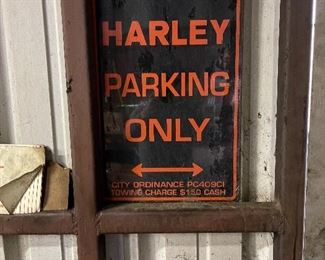 HARLEY
PARKING
ONLY
CITY ORDINANCE PC409CI
TOWING CHARGE $150 CASH